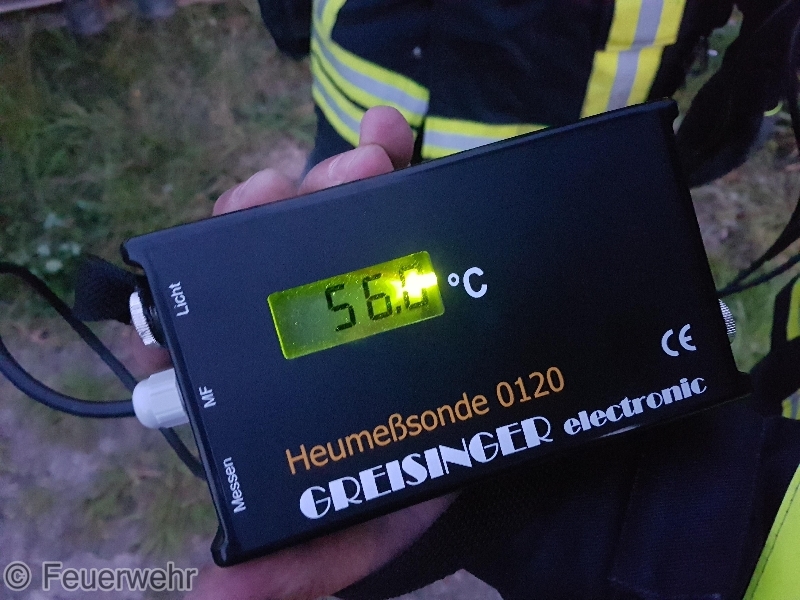 Licht
56.0 °C
MF
CE
Heumeßsonde 0120
Messen
GREISINGER electronic
© Feuerwehr